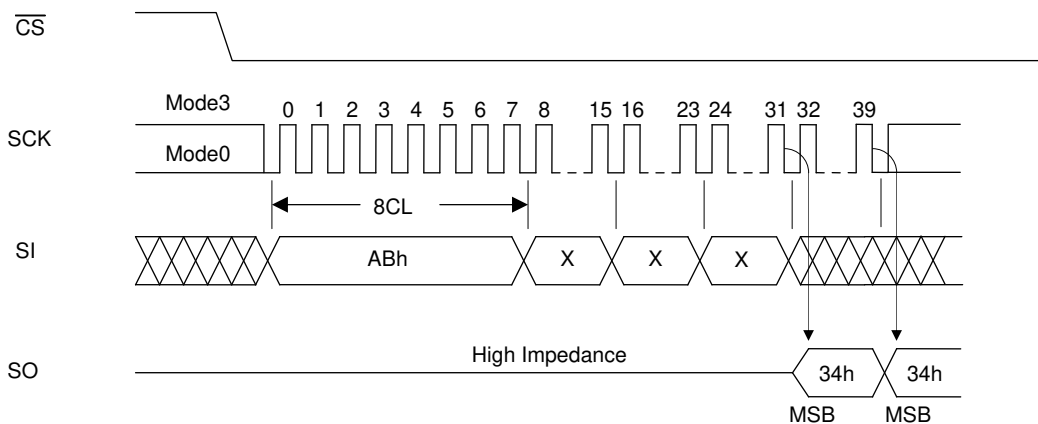 CS
Mode3
0 1 2 3 4 5 6 7 8 15 16 23 24 31 32 39
SCK
Mode0
8CL
SI
ABh X X X
High Impedance
SO
34h 34h
MSB MSB